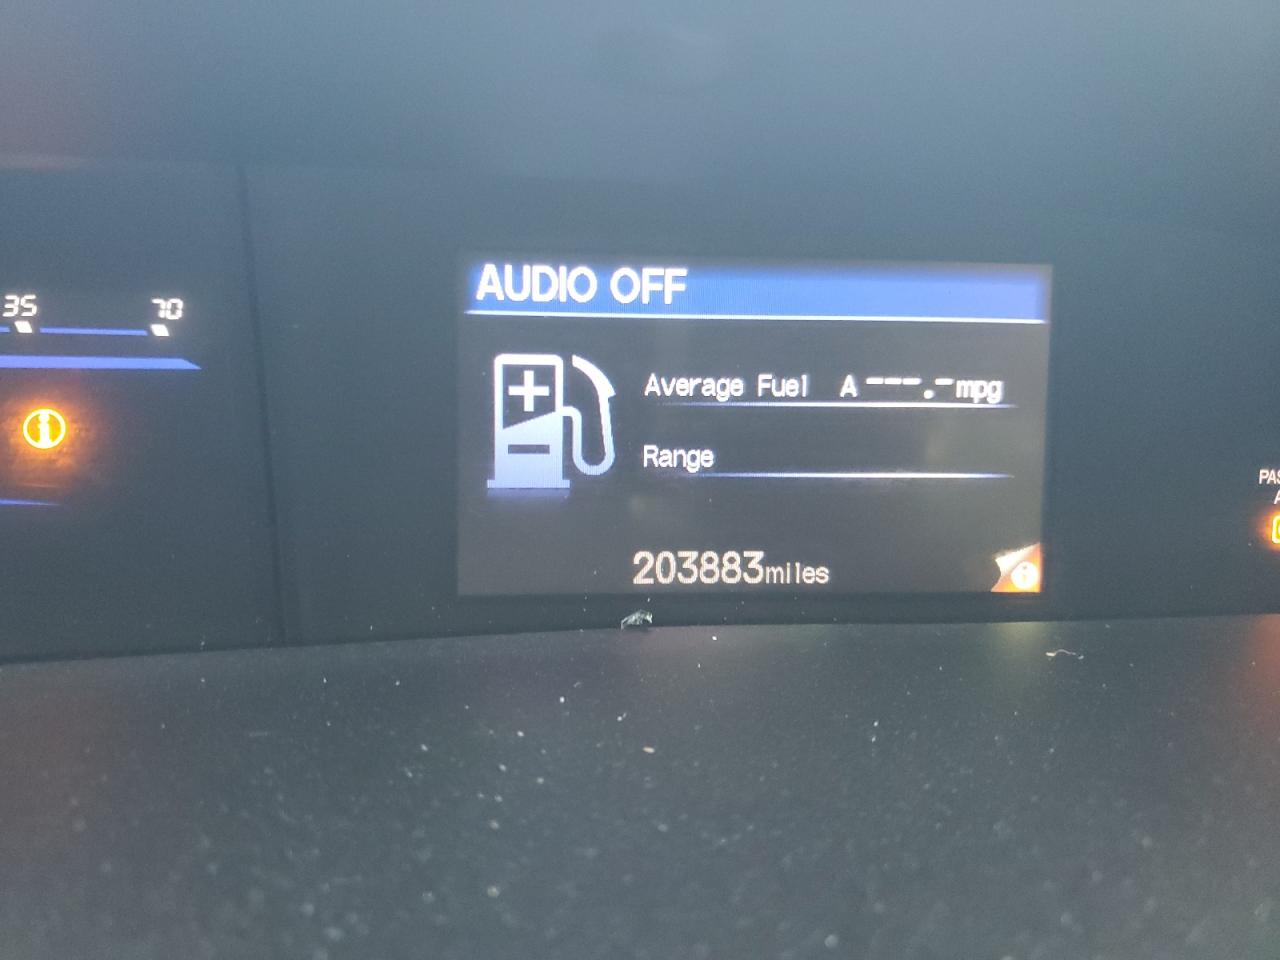 AUDIO OFF
35 70
Average Fuel A ---.- mpg
Range
203883miles